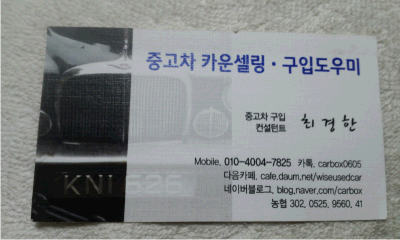 중고차 카운셀링 · 구입도우미
중고차 구입
컨설턴트 최경한
Mobile. 010-4004-7825 카톡. carbox0605
다음카페. cafe.daum.net/wiseusedcar
네이버블로그. blog.naver.com/carbox
농협 302, 0525, 9560, 41